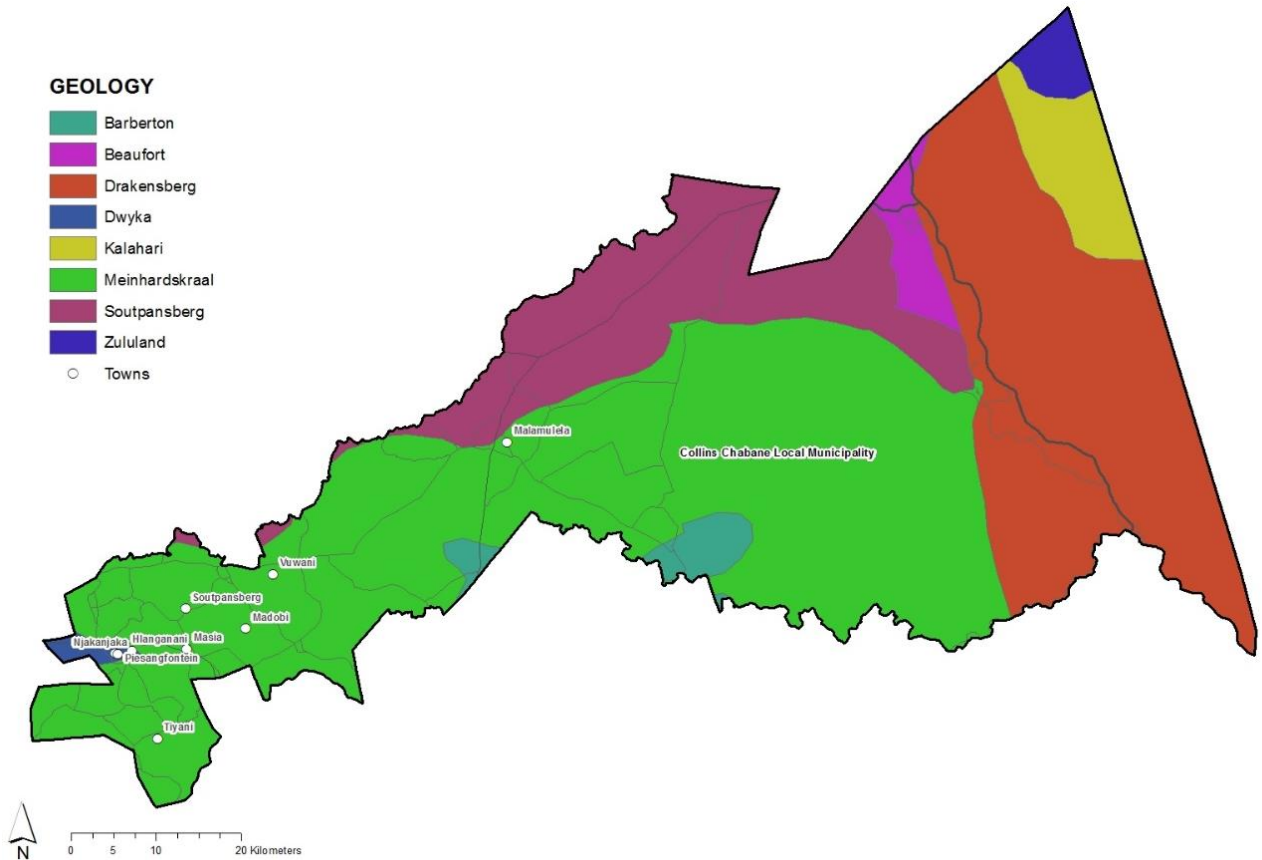 GEOLOGY
Barberton
Beaufort
Drakensberg
Dwyka
Kalahari
Meinhardskraal
Soutpansberg
Zululand
Towns
Malamulela
Collins Chabane Local Municipality
Vuwani
Soutpansberg
Madobi
Njakanjaka
Hlanganani
Masia
Piesangfontein
Tiyani
N
0 5 10 20 Kilometers